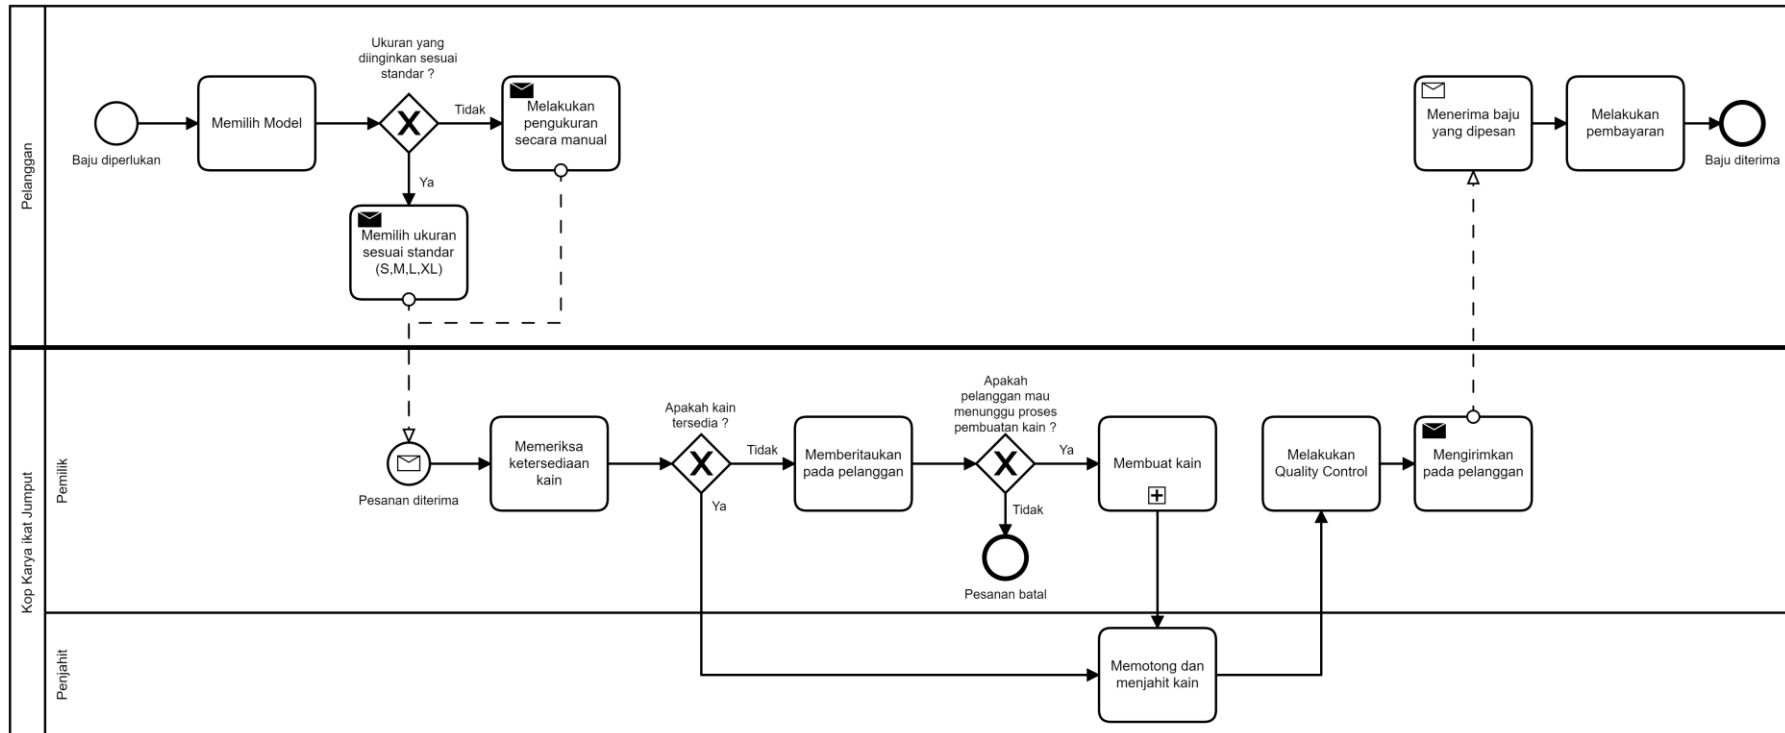 Pelanggan
Baju diperlukan
Memilih Model
Ukuran yang
diinginkan sesuai
standar ?
Tidak
Ya
Melakukan
pengukuran
secara manual
Memilih ukuran
sesuai standar
(S,M,L,XL)
Menerima baju
yang dipesan
Melakukan
pembayaran
Baju diterima
Kop Karya ikat Jumput
Pemilik
Pesanan diterima
Memeriksa
ketersediaan
kain
Apakah kain
tersedia ?
Tidak
Ya
Memberitaukan
pada pelanggan
Apakah
pelanggan mau
menunggu proses
pembuatan kain ?
Ya
Tidak
Pesanan batal
Membuat kain
Melakukan
Quality Control
Mengirimkan
pada pelanggan
Penjahit
Memotong dan
menjahit kain